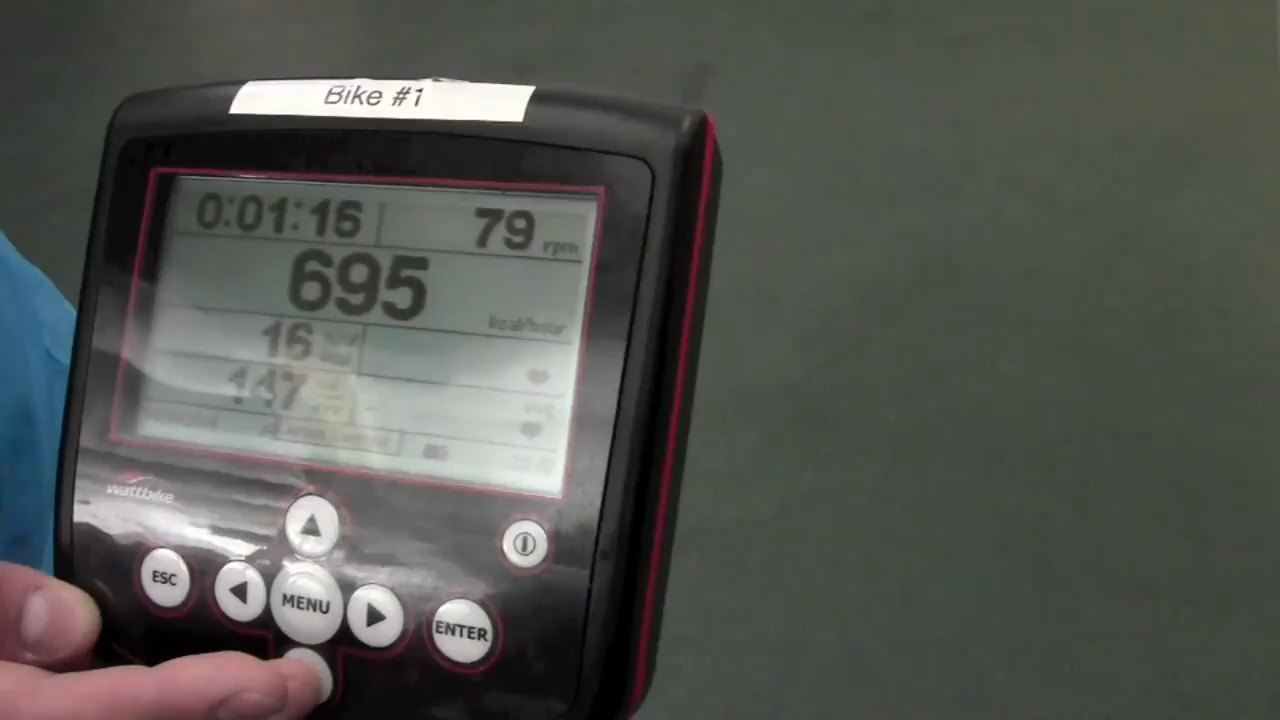 Bike #1
0:01:16 79 rpm
695
kcal/hour
16
wattbike
ESC
MENU
ENTER